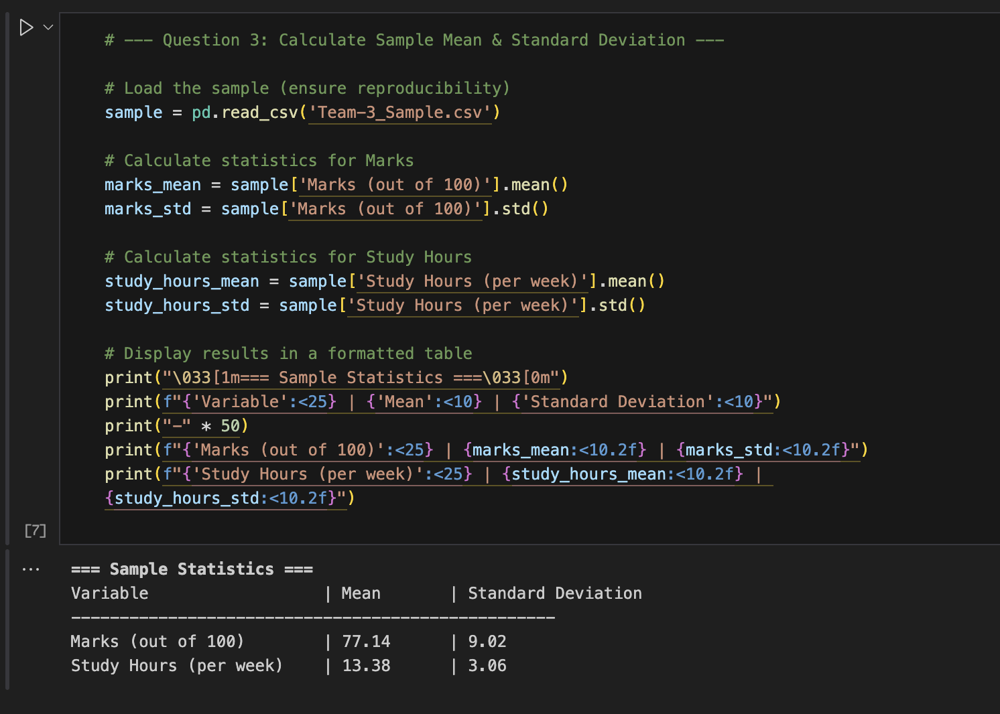 # --- Question 3: Calculate Sample Mean & Standard Deviation ---
# Load the sample (ensure reproducibility)
sample = pd.read_csv('Team-3_Sample.csv')
# Calculate statistics for Marks
marks_mean = sample['Marks (out of 100)'].mean()
marks_std = sample['Marks (out of 100)'].std()
# Calculate statistics for Study Hours
study_hours_mean = sample['Study Hours (per week)'].mean()
study_hours_std = sample['Study Hours (per week)'].std()
# Display results in a formatted table
print("\033[1m=== Sample Statistics ===\033[0m")
print(f"{'Variable':<25} | {'Mean':<10} | {'Standard Deviation':<10}")
print("-" * 50)
print(f"{'Marks (out of 100)':<25} | {marks_mean:<10.2f} | {marks_std:<10.2f}")
print(f"{'Study Hours (per week)':<25} | {study_hours_mean:<10.2f} |
{study_hours_std:<10.2f}")
[7]
... === Sample Statistics ===
Variable                  | Mean       | Standard Deviation
--------------------------------------------------
Marks (out of 100)        | 77.14      | 9.02
Study Hours (per week)    | 13.38      | 3.06